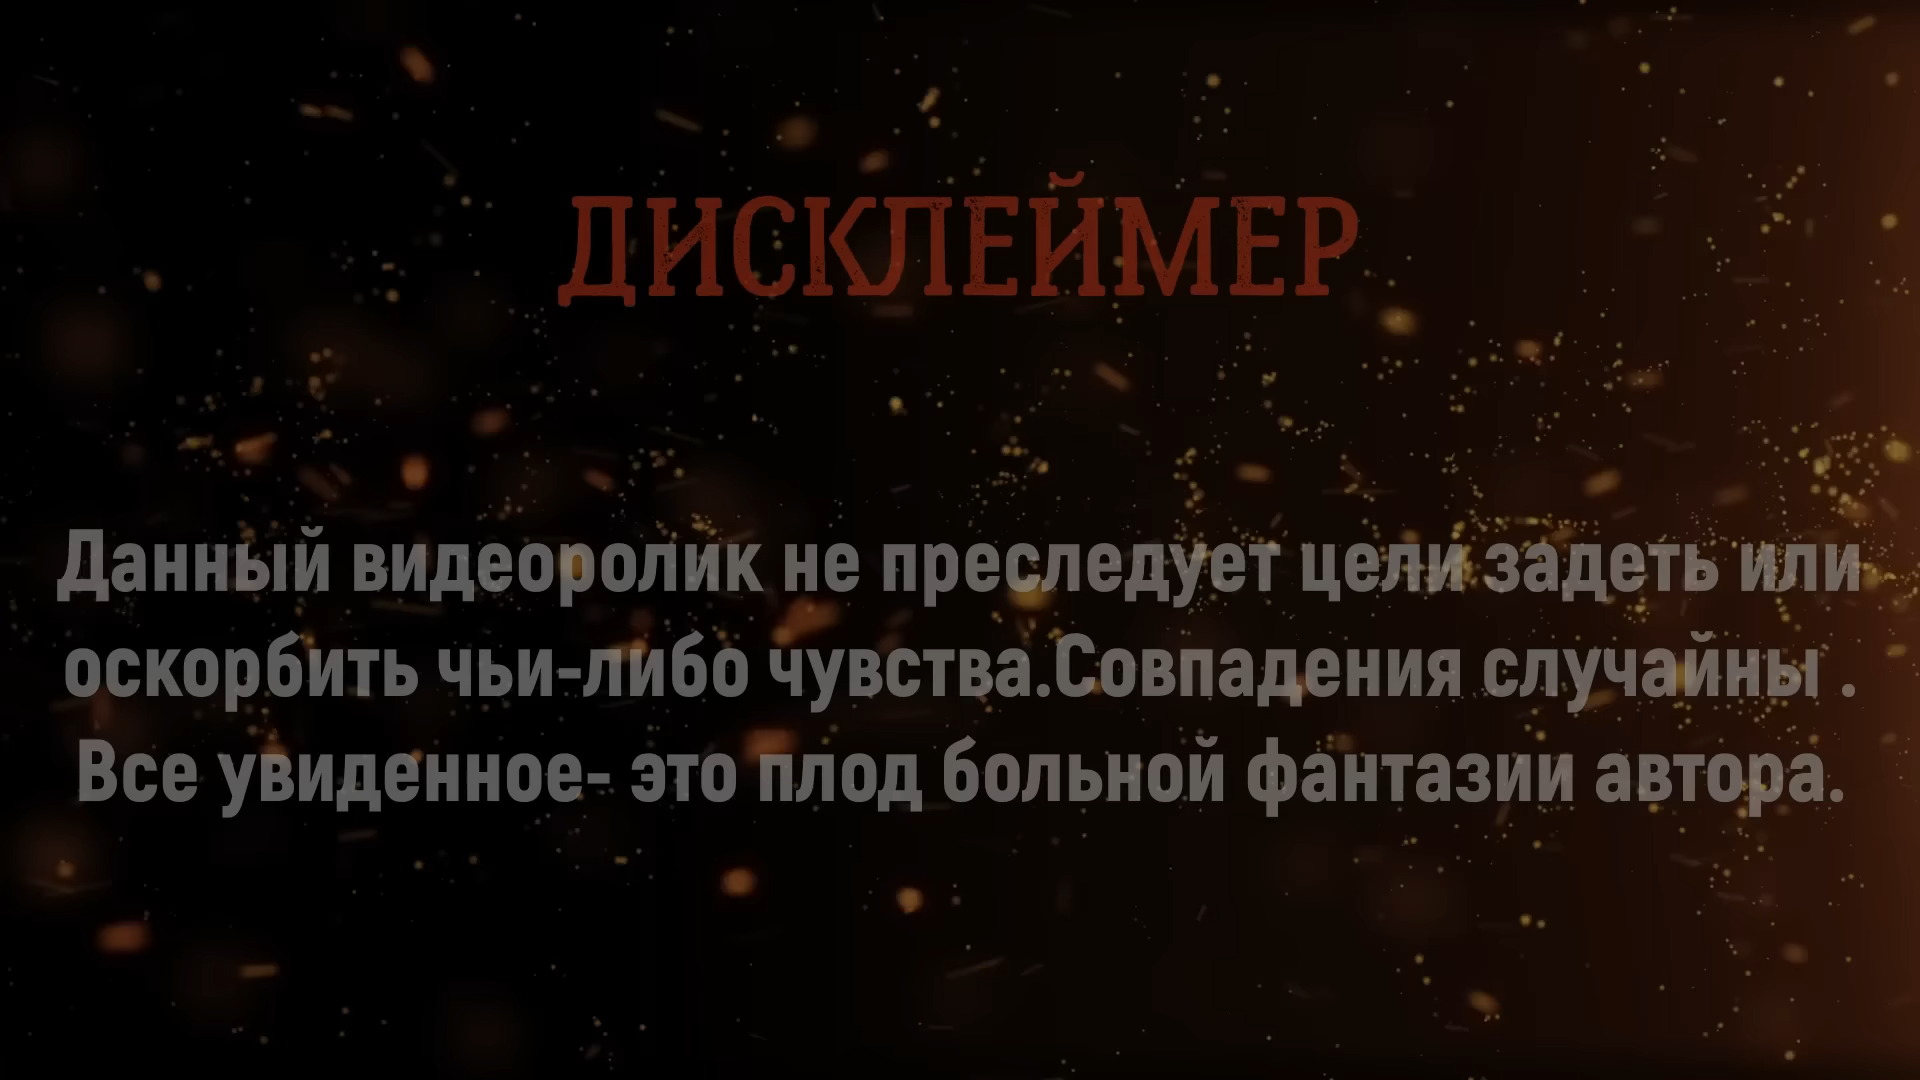 ДИСКЛЕЙМЕР
Данный видеоролик не преследует цели задеть или
оскорбить чьи-либо чувства.Совпадения случайны .
Все увиденное- это плод больной фантазии автора.